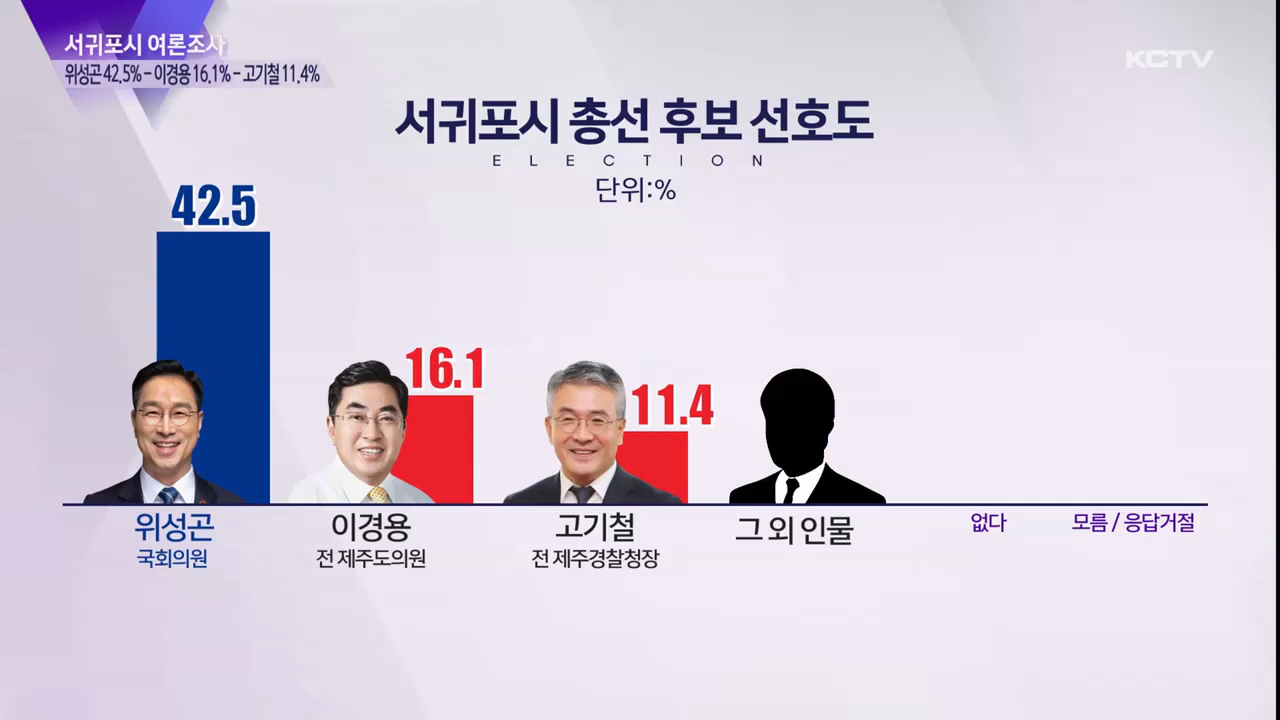 서귀포시 여론조사
위성곤 42.5% – 이경용 16.1% – 고기철 11.4%
KCTV
서귀포시 총선 후보 선호도
ELECTION
단위:%
42.5
16.1
11.4
위성곤
국회의원
이경용
전 제주도의원
고기철
전 제주경찰청장
그 외 인물
없다
모름 / 응답거절